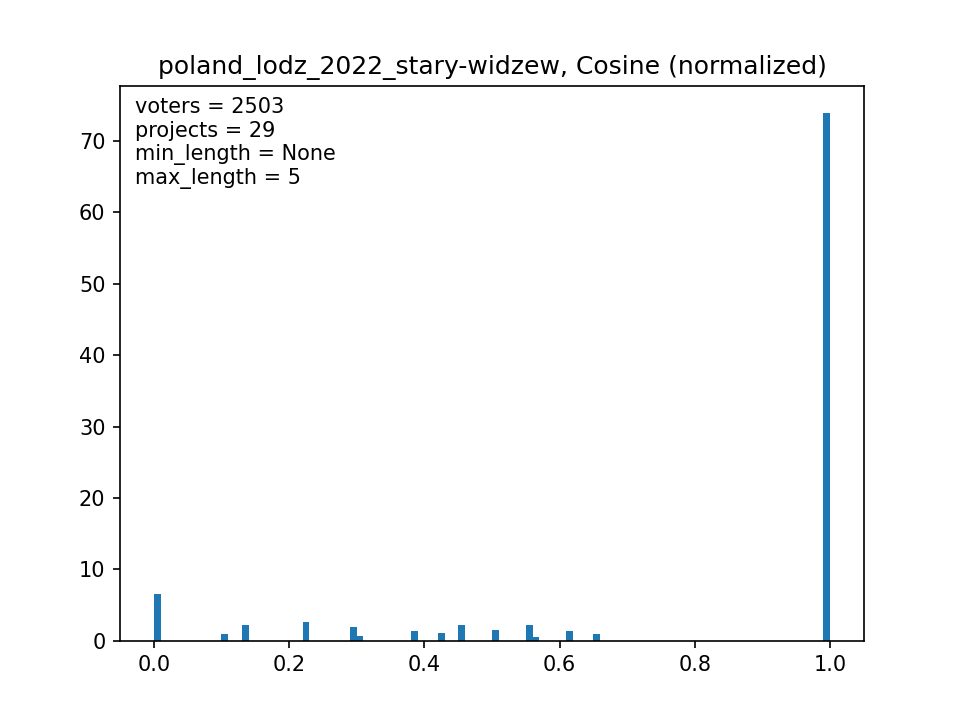 poland_lodz_2022_stary-widzew, Cosine (normalized)
voters = 2503
projects = 29
min_length = None
max_length = 5
70
60
50
40
30
20
10
0
0.0 0.2 0.4 0.6 0.8 1.0